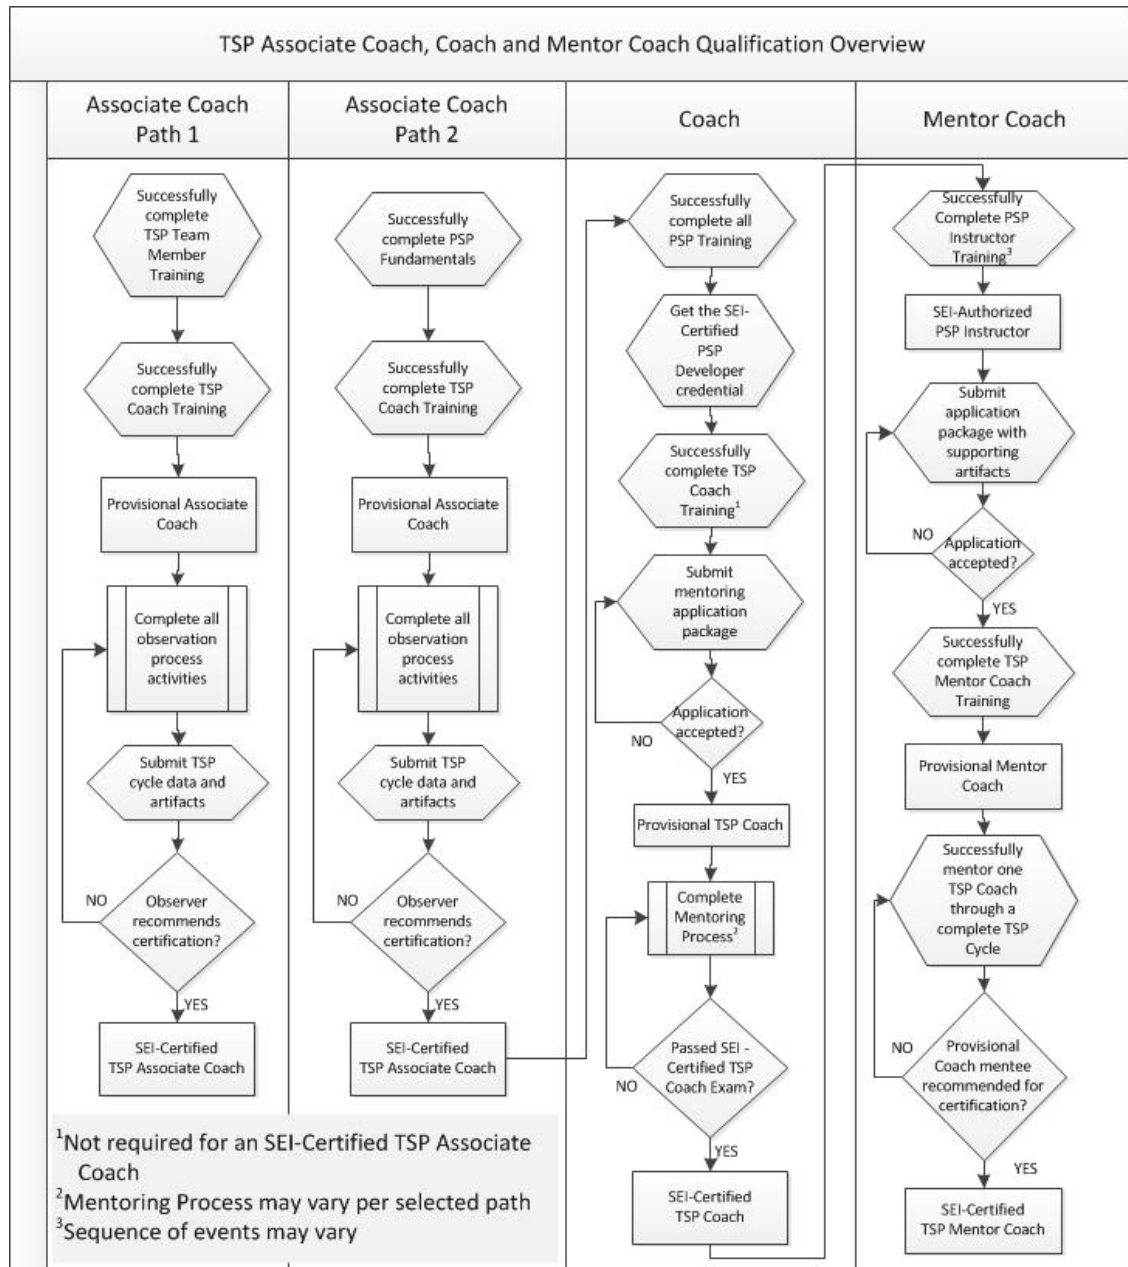 TSP Associate Coach, Coach and Mentor Coach Qualification Overview
Associate Coach
Path 1
Successfully
complete
TSP Team
Member
Training
Successfully
complete TSP
Coach Training
Provisional Associate
Coach
Complete all
observation
process
activities
Submit TSP
cycle data and
artifacts
NO
Observer
recommends
certification?
YES
SEI-Certified
TSP Associate Coach
Associate Coach
Path 2
Successfully
complete PSP
Fundamentals
Successfully
complete TSP
Coach Training
Provisional Associate
Coach
Complete all
observation
process
activities
Submit TSP
cycle data and
artifacts
NO
Observer
recommends
certification?
YES
SEI-Certified
TSP Associate Coach
Coach
Successfully
complete all
PSP Training
Get the SEI-
Certified
PSP
Developer
credential
Successfully
complete TSP
Coach
Training¹
Submit
mentoring
application
package
Application
accepted?
NO
YES
Provisional TSP Coach
Complete
Mentoring
Process²
Passed SEI -
Certified TSP
Coach Exam?
NO
YES
SEI-Certified
TSP Coach
Mentor Coach
Successfully
Complete PSP
Instructor
Training³
SEI-Authorized
PSP Instructor
Submit
application
package with
supporting
artifacts
NO
Application
accepted?
YES
Successfully
complete TSP
Mentor Coach
Training
Provisional Mentor
Coach
Successfully
mentor one
TSP Coach
through a
complete TSP
Cycle
NO
Provisional
Coach mentee
recommended for
certification?
YES
SEI-Certified
TSP Mentor Coach
¹Not required for an SEI-Certified TSP Associate
Coach
²Mentoring Process may vary per selected path
³Sequence of events may vary